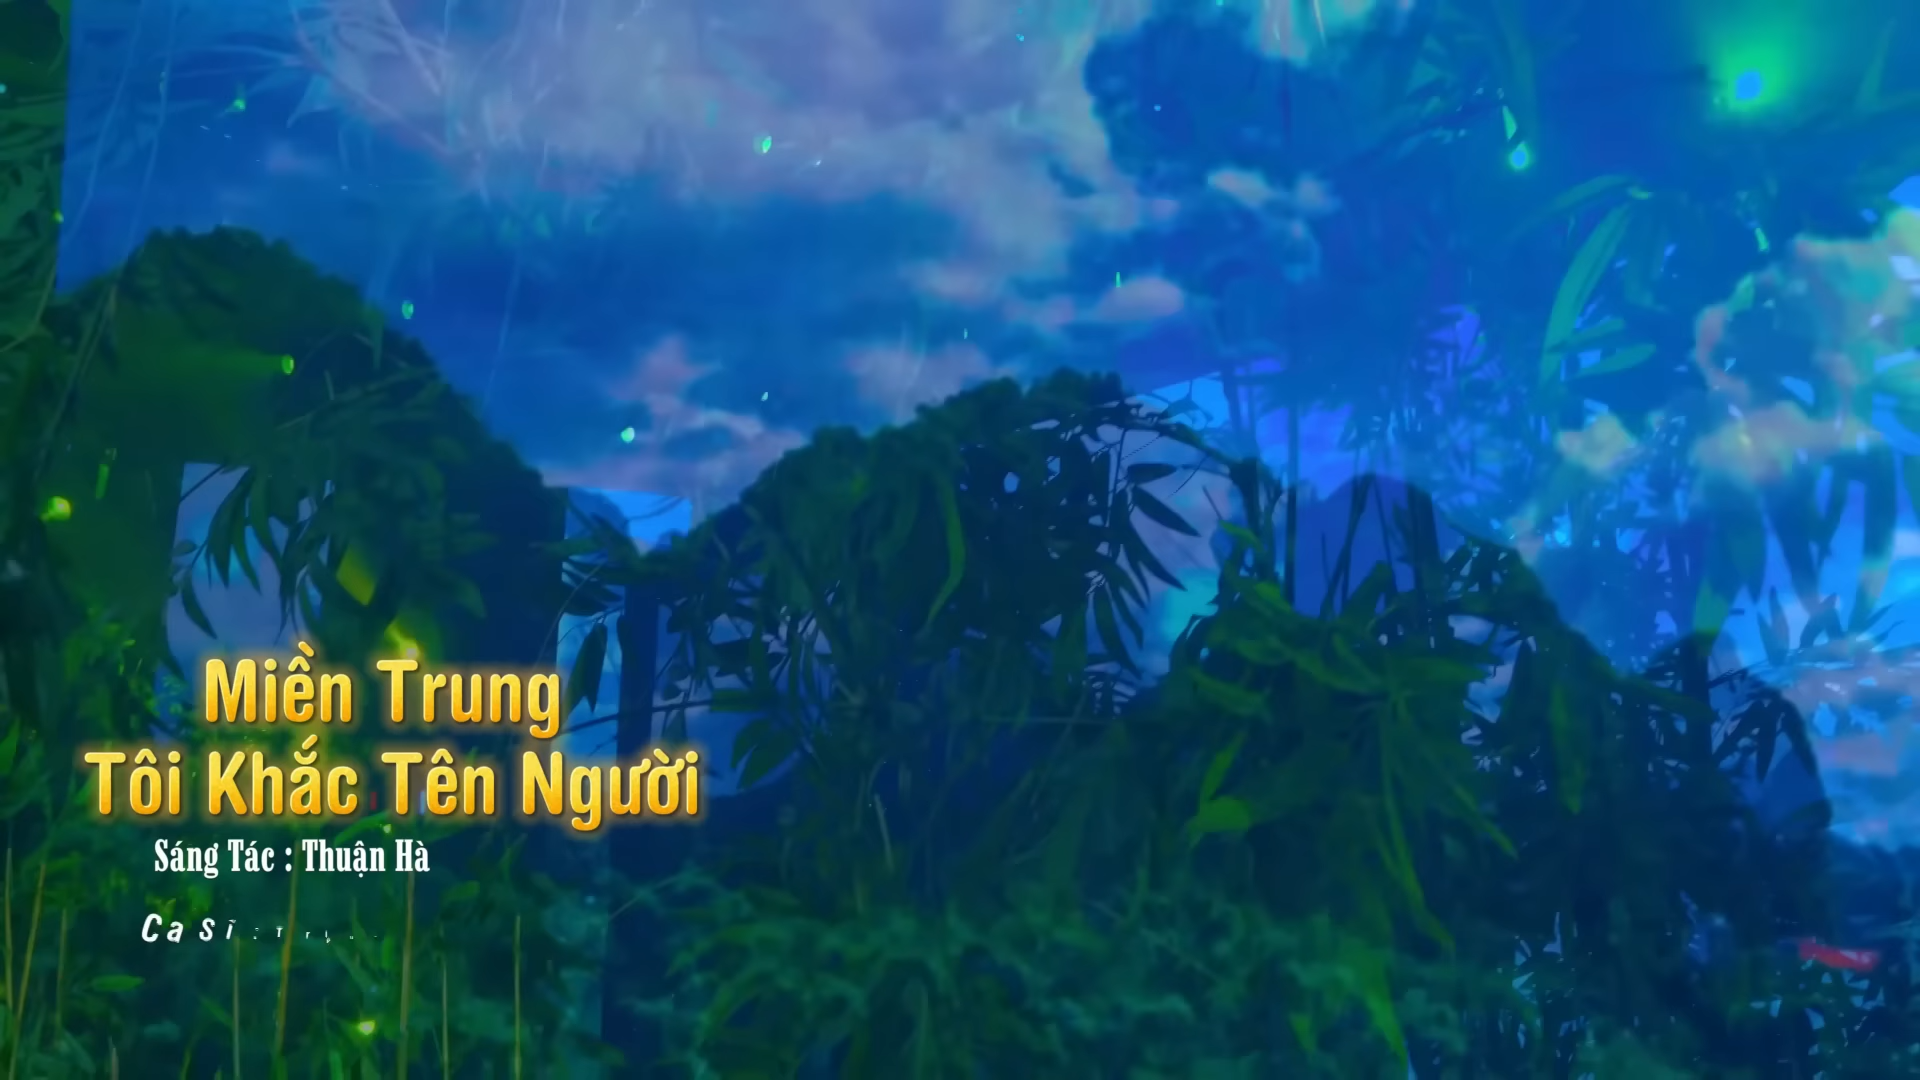 Miền Trung
Tôi Khắc Tên Người
Sáng Tác : Thuận Hà
Ca sĩ :